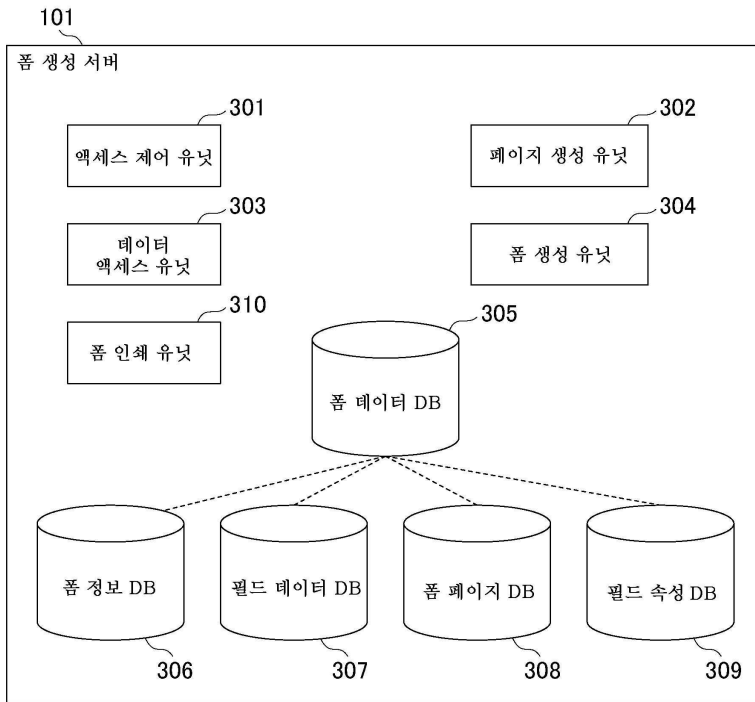 101
폼 생성 서버
301
액세스 제어 유닛
302
페이지 생성 유닛
303
데이터
액세스 유닛
304
폼 생성 유닛
310
폼 인쇄 유닛
305
폼 데이터 DB
폼 정보 DB
필드 데이터 DB
폼 페이지 DB
필드 속성 DB
306
307
308
309